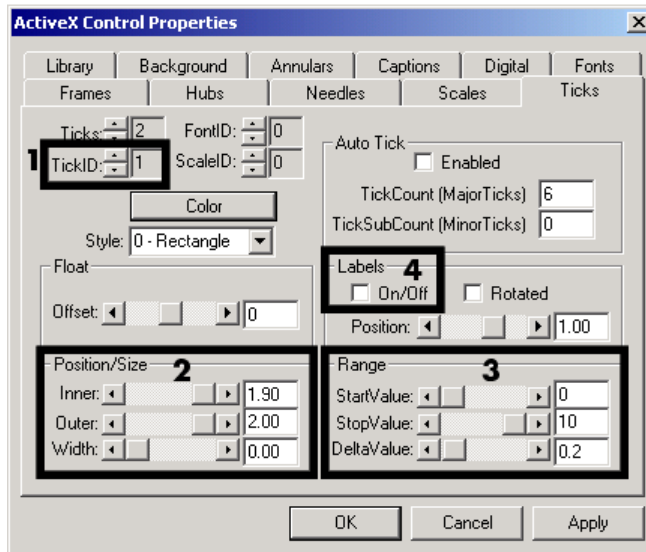 ActiveX Control Properties
Library Background Annulars Captions Digital Fonts
Frames Hubs Needles Scales Ticks
Ticks: 2 FontID: 0
1 TickID: 1 ScaleID: 0
Color
Style: 0 - Rectangle
Auto Tick
Enabled
TickCount (MajorTicks) 6
TickSubCount (MinorTicks) 0
Float
Offset: 0
Labels 4
On/Off Rotated
Position: 1.00
Position/Size 2
Inner: 1.90
Outer: 2.00
Width: 0.00
Range 3
StartValue: 0
StopValue: 10
DeltaValue: 0.2
OK Cancel Apply